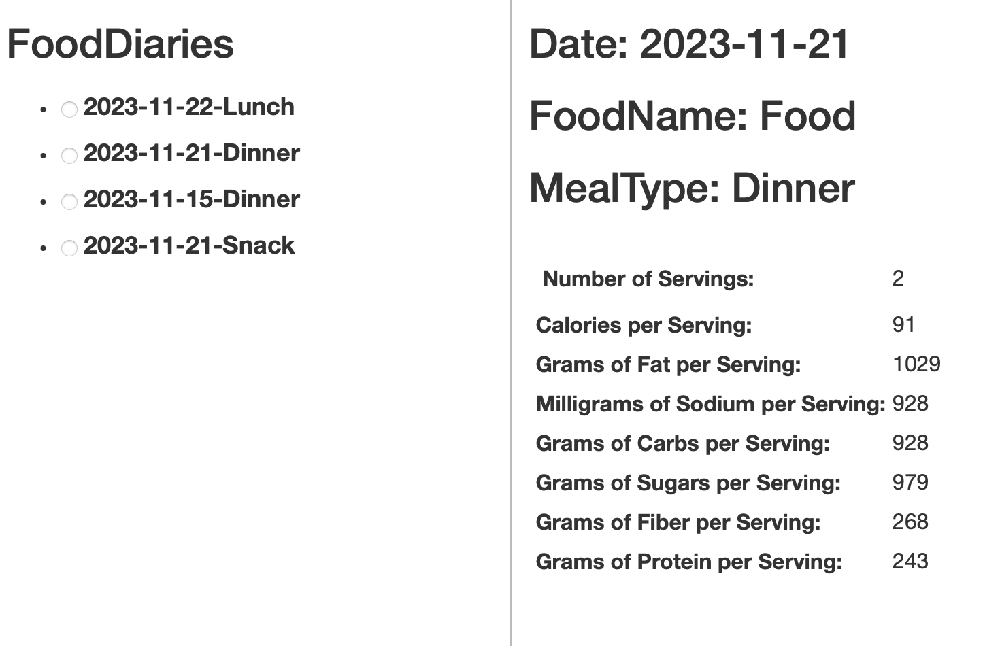 FoodDiaries
2023-11-22-Lunch
2023-11-21-Dinner
2023-11-15-Dinner
2023-11-21-Snack
Date: 2023-11-21
FoodName: Food
MealType: Dinner
Number of Servings: 2
Calories per Serving: 91
Grams of Fat per Serving: 1029
Milligrams of Sodium per Serving: 928
Grams of Carbs per Serving: 928
Grams of Sugars per Serving: 979
Grams of Fiber per Serving: 268
Grams of Protein per Serving: 243